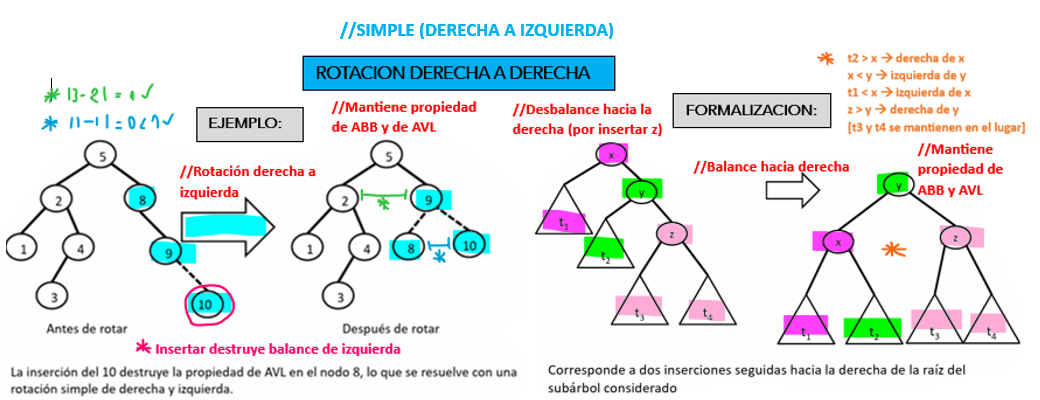 //SIMPLE (DERECHA A IZQUIERDA)
ROTACION DERECHA A DERECHA
* |3-2| = 1 ✓
* |1-1| = 0 < 1 ✓
EJEMPLO:
//Mantiene propiedad
de ABB y de AVL
//Rotación derecha a
izquierda
5
2
8
1
4
9
3
10
Antes de rotar
5
2
*
9
1
4
8
*
10
3
Después de rotar
* Insertar destruye balance de izquierda
La inserción del 10 destruye la propiedad de AVL en el nodo 8, lo que se resuelve con una
rotación simple de derecha y izquierda.
//Desbalance hacia la
derecha (por insertar z)
FORMALIZACION:
* t2 > x → derecha de x
x < y → izquierda de y
t1 < x → izquierda de x
z > y → derecha de y
[t3 y t4 se mantienen en el lugar]
//Balance hacia derecha
//Mantiene
propiedad de
ABB y AVL
x
y
t1
z
t2
t3
t4
y
x
*
z
t1
t2
t3
t4
Corresponde a dos inserciones seguidas hacia la derecha de la raíz del
subárbol considerado